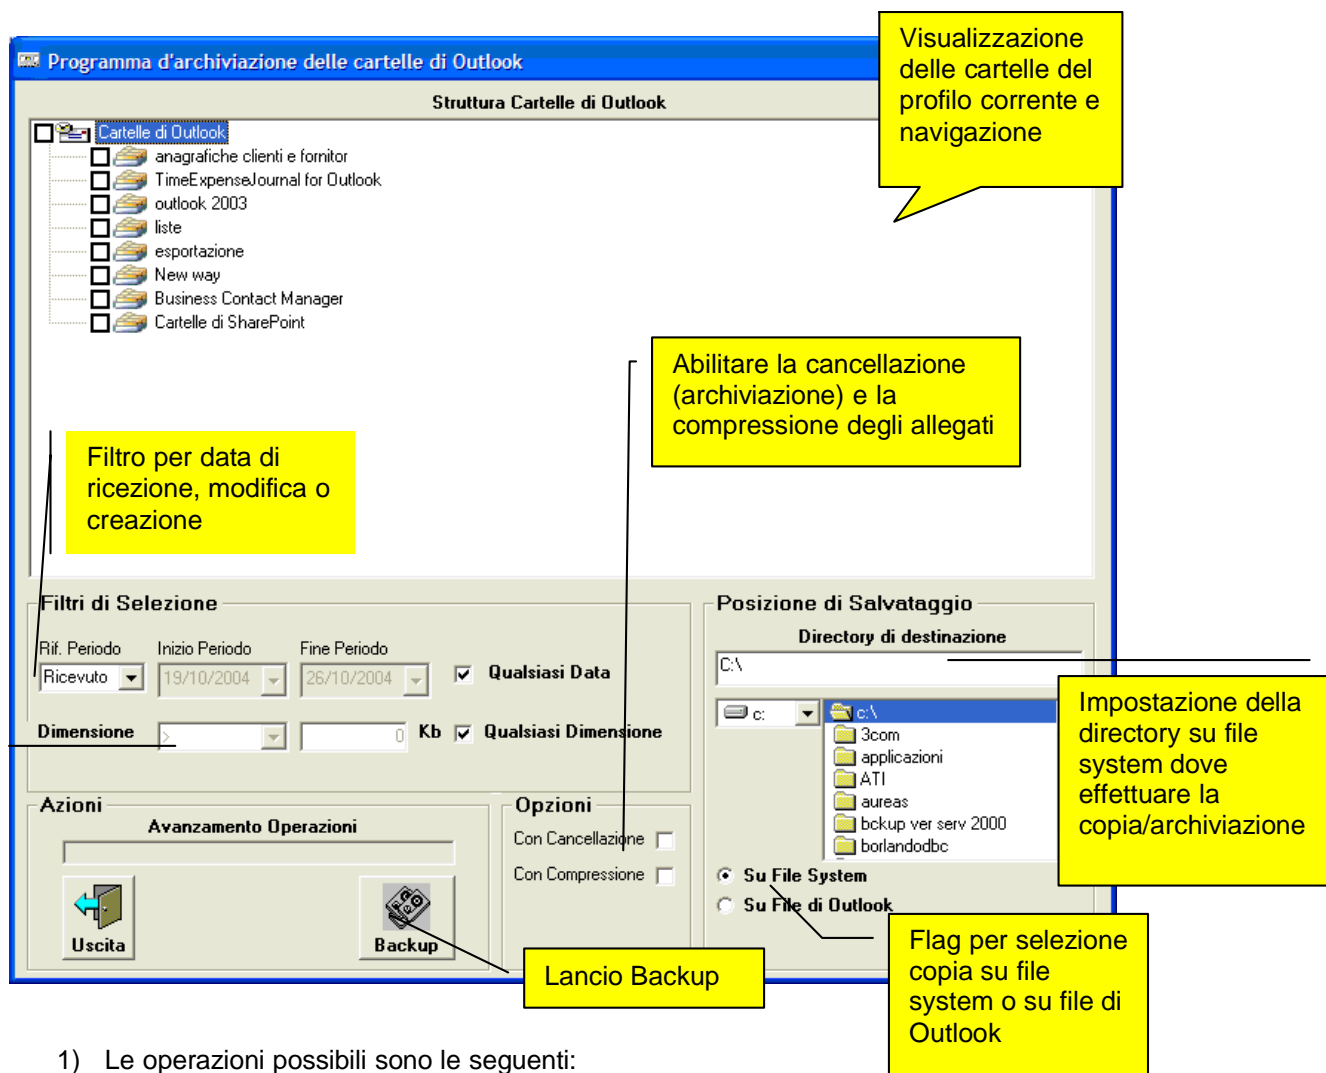 Visualizzazione
delle cartelle del
profilo corrente e
navigazione
Programma d'archiviazione delle cartelle di Outlook
Struttura Cartelle di Outlook
Cartelle di Outlook
anagrafiche clienti e fornitor
TimeExpenseJournal for Outlook
outlook 2003
liste
esportazione
New way
Business Contact Manager
Cartelle di SharePoint
Abilitare la cancellazione
(archiviazione) e la
compressione degli allegati
Filtro per data di
ricezione, modifica o
creazione
Filtri di Selezione
Rif. Periodo Inizio Periodo Fine Periodo
Ricevuto 19/10/2004 26/10/2004 Qualsiasi Data
Dimensione > 0 Kb Qualsiasi Dimensione
Posizione di Salvataggio
Directory di destinazione
C:\
c: c:\
3com
applicazioni
ATI
aureas
bckup ver serv 2000
borlandodbc
Su File System
Su File di Outlook
Impostazione della
directory su file
system dove
effettuare la
copia/archiviazione
Azioni
Avanzamento Operazioni
Uscita
Backup
Opzioni
Con Cancellazione
Con Compressione
Lancio Backup
Flag per selezione
copia su file
system o su file di
Outlook
1) Le operazioni possibili sono le seguenti: